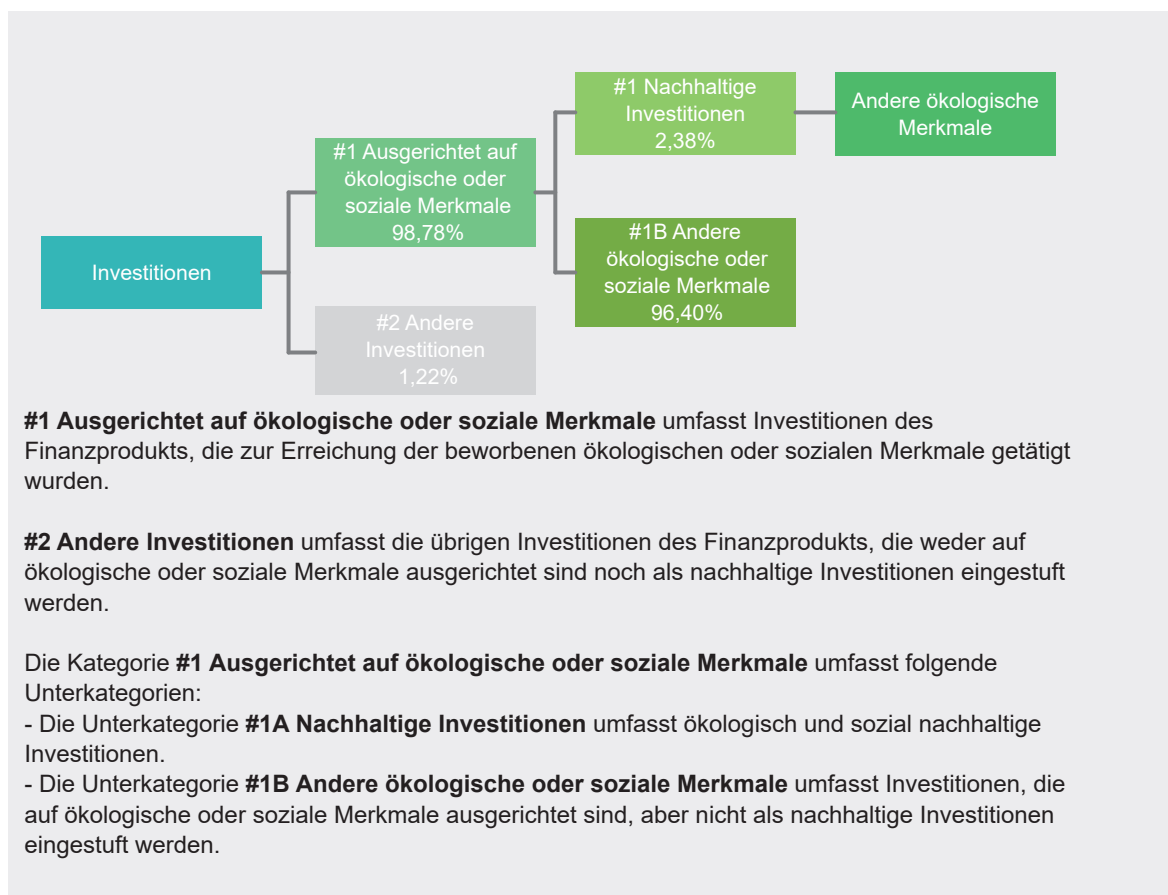 #1 Nachhaltige
Investitionen
2,38%
Andere ökologische
Merkmale
#1 Ausgerichtet auf
ökologische oder
soziale Merkmale
98,78%
#1B Andere
ökologische oder
soziale Merkmale
96,40%
Investitionen
#2 Andere
Investitionen
1,22%
#1 Ausgerichtet auf ökologische oder soziale Merkmale umfasst Investitionen des
Finanzprodukts, die zur Erreichung der beworbenen ökologischen oder sozialen Merkmale getätigt
wurden.
#2 Andere Investitionen umfasst die übrigen Investitionen des Finanzprodukts, die weder auf
ökologische oder soziale Merkmale ausgerichtet sind noch als nachhaltige Investitionen eingestuft
werden.
Die Kategorie #1 Ausgerichtet auf ökologische oder soziale Merkmale umfasst folgende
Unterkategorien:
- Die Unterkategorie #1A Nachhaltige Investitionen umfasst ökologisch und sozial nachhaltige
Investitionen.
- Die Unterkategorie #1B Andere ökologische oder soziale Merkmale umfasst Investitionen, die
auf ökologische oder soziale Merkmale ausgerichtet sind, aber nicht als nachhaltige Investitionen
eingestuft werden.